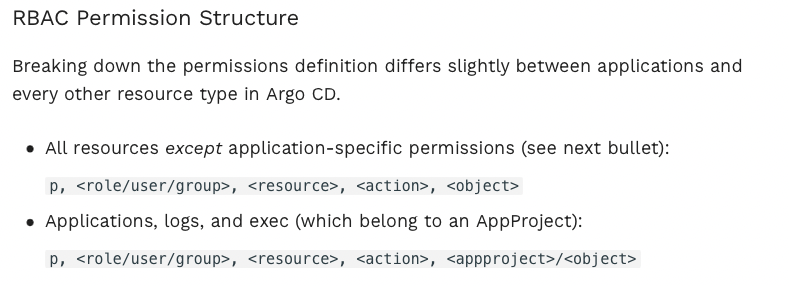 RBAC Permission Structure
Breaking down the permissions definition differs slightly between applications and
every other resource type in Argo CD.
• All resources except application-specific permissions (see next bullet):
p, <role/user/group>, <resource>, <action>, <object>
• Applications, logs, and exec (which belong to an AppProject):
p, <role/user/group>, <resource>, <action>, <appproject>/<object>